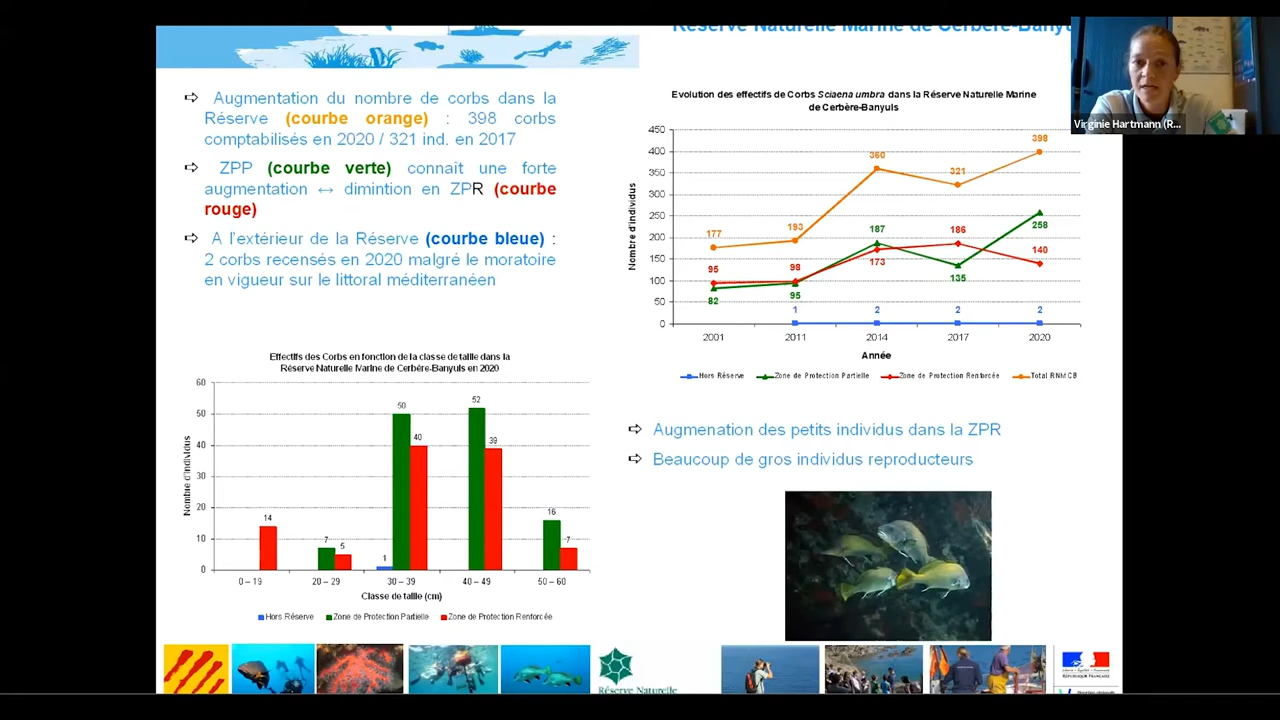 Réserve Naturelle Marine de Cerbère-Banyu
⇨ Augmentation du nombre de corbs dans la
Réserve (courbe orange) : 398 corbs
comptabilisés en 2020 / 321 ind. en 2017
⇨ ZPP (courbe verte) connaît une forte
augmentation ↔ dimintion en ZPR (courbe
rouge)
⇨ A l'extérieur de la Réserve (courbe bleue) :
2 corbs recensés en 2020 malgré le moratoire
en vigueur sur le littoral méditerranéen
Evolution des effectifs de Corbs Sciaena umbra dans la Réserve Naturelle Marine
de Cerbère-Banyuls
Nombre d'individus
450
400
350
300
250
200
150
100
50
0
177
193
360
321
398
95
98
173
186
140
82
95
187
135
258
1
2
2
2
2001 2011 2014 2017 2020
Année
Hors Réserve Zone de Protection Partielle Zone de Protection Renforcée Total RNMCB
Virginie Hartmann (R...
Effectifs des Corbs en fonction de la classe de taille dans la
Réserve Naturelle Marine de Cerbère-Banyuls en 2020
Nombre d'individus
60
50
40
30
20
10
0
14
7
5
1
50
40
52
39
16
7
0 – 19 20 – 29 30 – 39 40 – 49 50 – 60
Classe de taille (cm)
Hors Réserve Zone de Protection Partielle Zone de Protection Renforcée
⇨ Augmenation des petits individus dans la ZPR
⇨ Beaucoup de gros individus reproducteurs
Réserve Naturelle
RÉPUBLIQUE FRANÇAISE